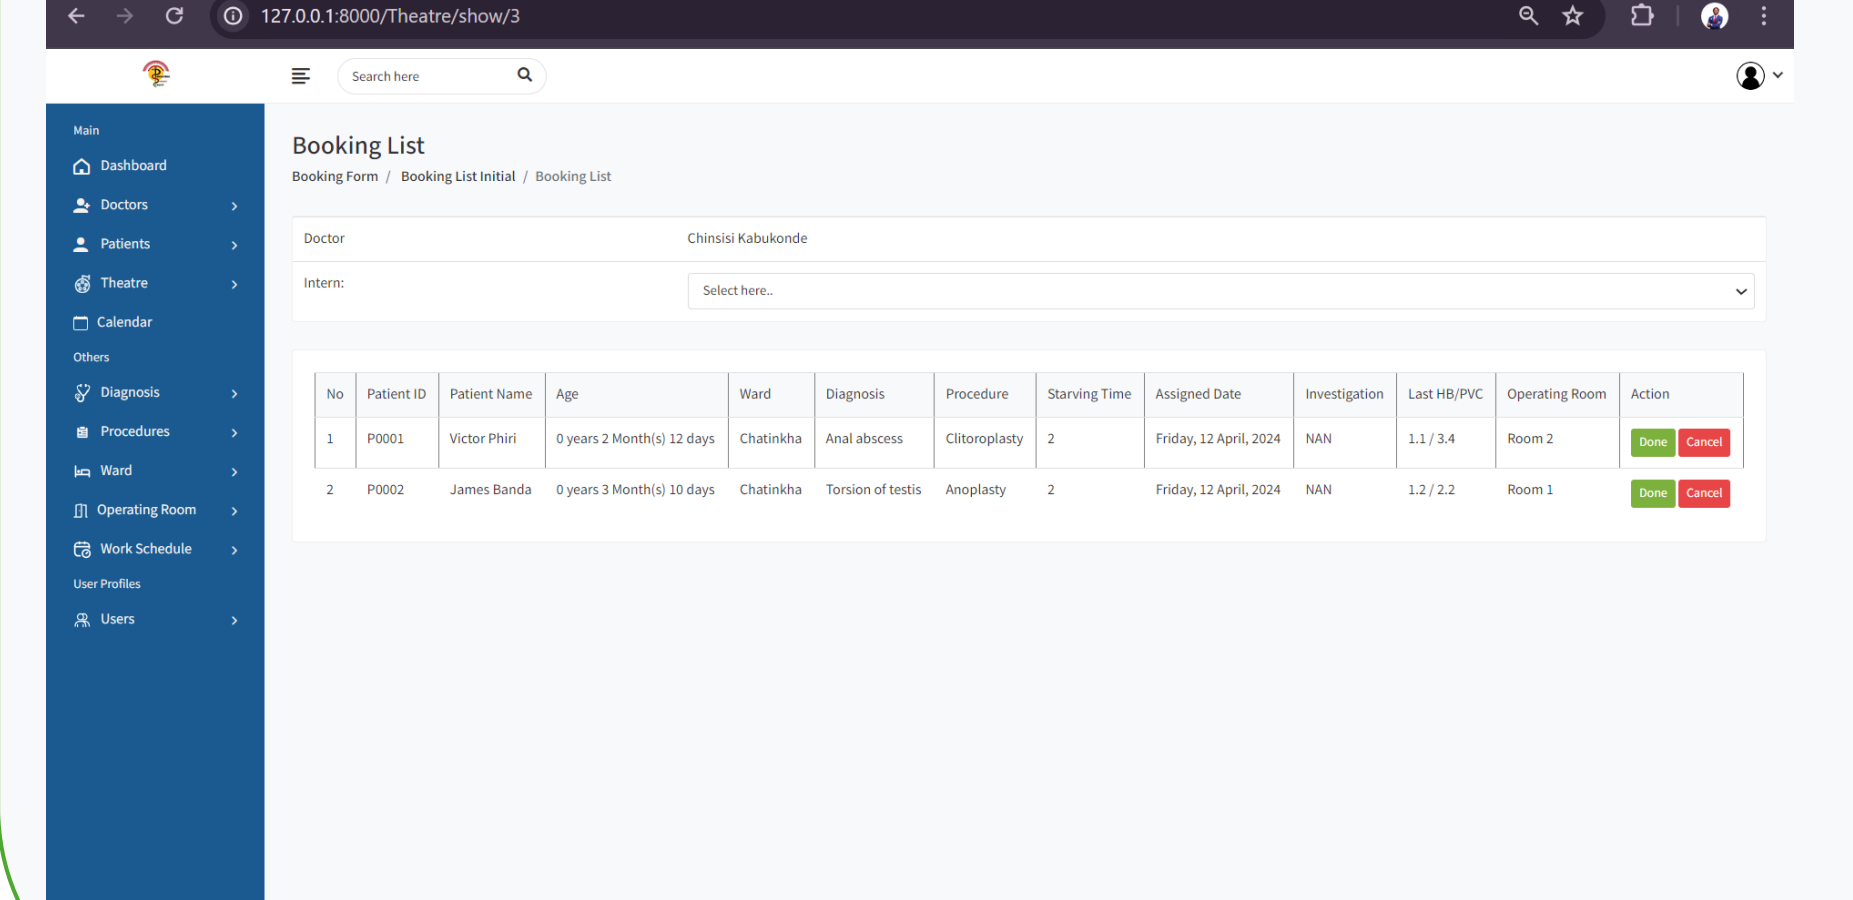 127.0.0.1:8000/Theatre/show/3
Search here
Main
Dashboard
Doctors
Patients
Theatre
Calendar
Others
Diagnosis
Procedures
Ward
Operating Room
Work Schedule
User Profiles
Users
Booking List
Booking Form / Booking List Initial / Booking List
Doctor Chinsisi Kabukonde
Intern: Select here..
No Patient ID Patient Name Age Ward Diagnosis Procedure Starving Time Assigned Date Investigation Last HB/PVC Operating Room Action
1 P0001 Victor Phiri 0 years 2 Month(s) 12 days Chatinkha Anal abscess Clitoroplasty 2 Friday, 12 April, 2024 NAN 1.1 / 3.4 Room 2 Done Cancel
2 P0002 James Banda 0 years 3 Month(s) 10 days Chatinkha Torsion of testis Anoplasty 2 Friday, 12 April, 2024 NAN 1.2 / 2.2 Room 1 Done Cancel